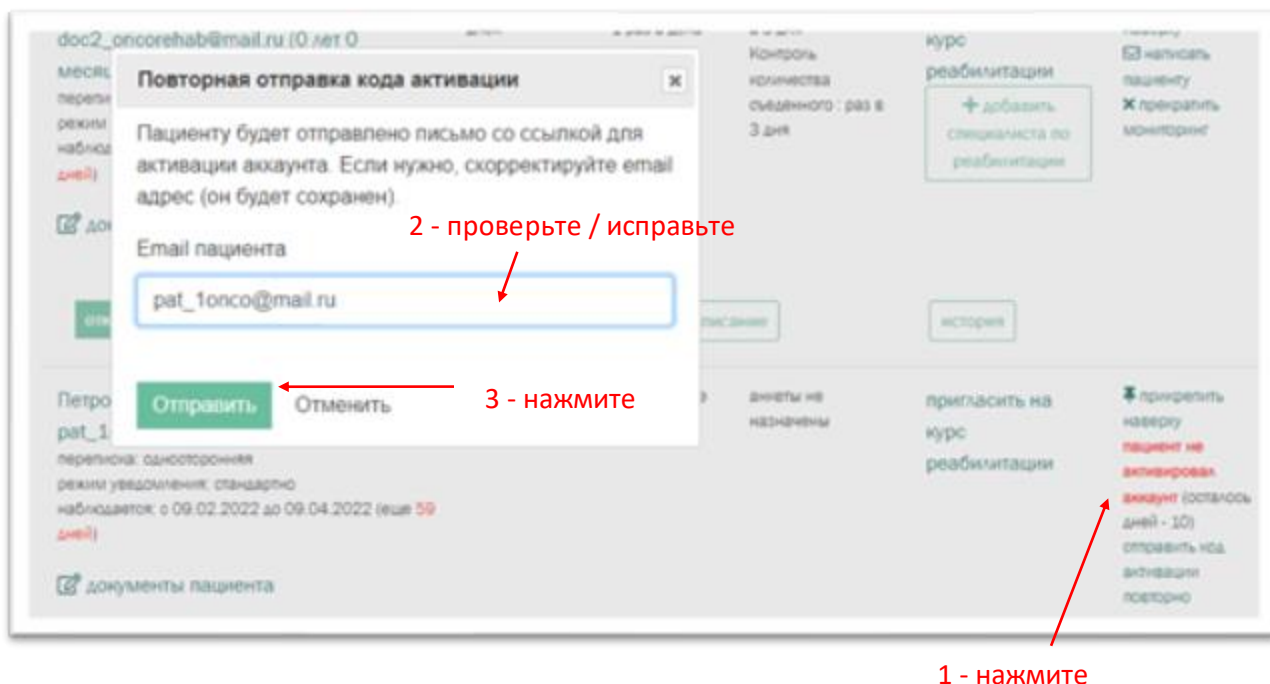 doc2_oncorehab@mail.ru (0 лет 0
Контроль
количества
съеденного : раз в
3 дня
курс
реабилитации
+ добавить
специалиста по
реабилитации
написать
пациенту
× прекратить
мониторинг
дней)
Повторная отправка кода активации
×
Пациенту будет отправлено письмо со ссылкой для
активации аккаунта. Если нужно, скорректируйте email
адрес (он будет сохранен).
2 - проверьте / исправьте
Email пациента
pat_1onco@mail.ru
история
Отправить
Отменить
3 - нажмите
Петро
pat_1
переписка: односторонняя
режим уведомления: стандартно
наблюдается: с 09.02.2022 до 09.04.2022 (еще 59
дней)
документы пациента
анкеты не
назначены
пригласить на
курс
реабилитации
прикрепить
наверху
пациент не
активировал
аккаунт (осталось
дней - 10)
отправить код
активации
повторно
1 - нажмите